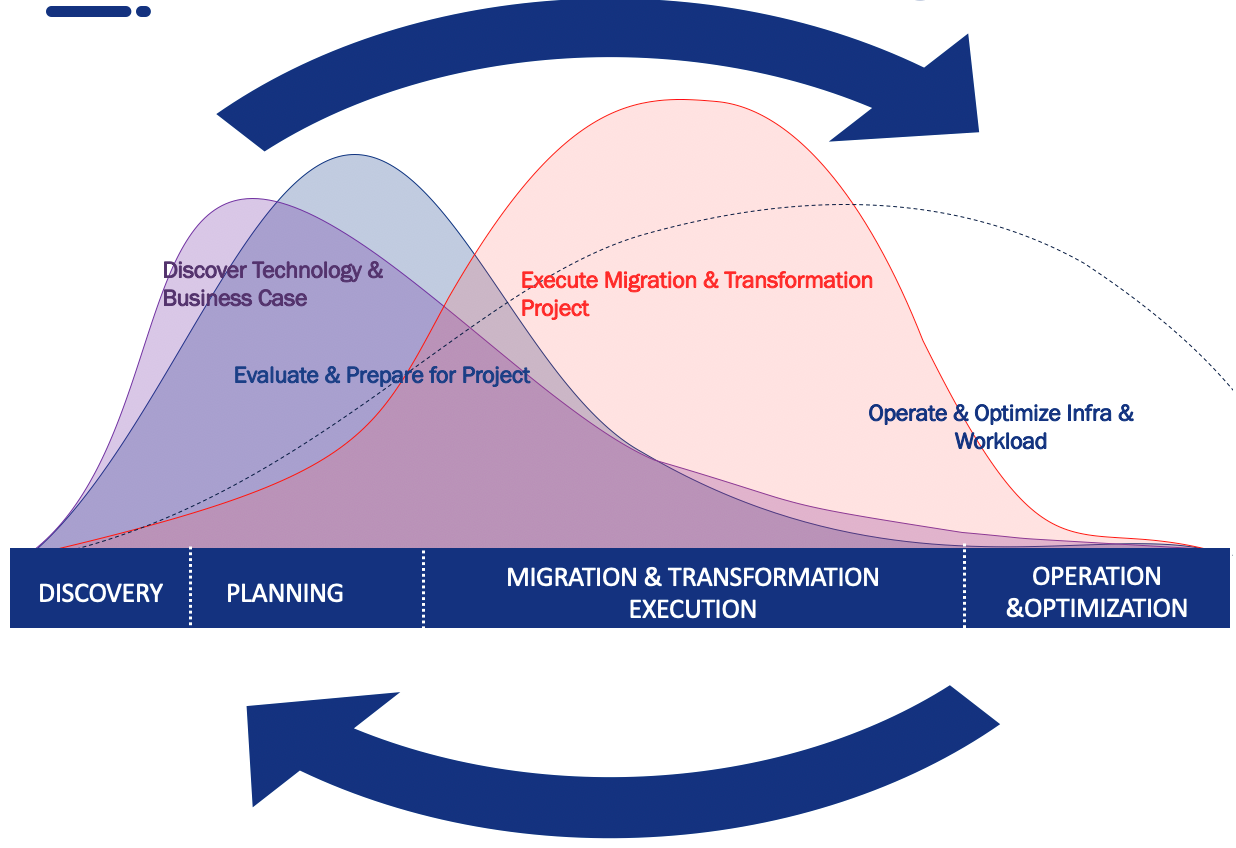 Discover Technology &
Business Case
Execute Migration & Transformation
Project
Evaluate & Prepare for Project
Operate & Optimize Infra &
Workload
DISCOVERY
PLANNING
MIGRATION & TRANSFORMATION
EXECUTION
OPERATION
&OPTIMIZATION